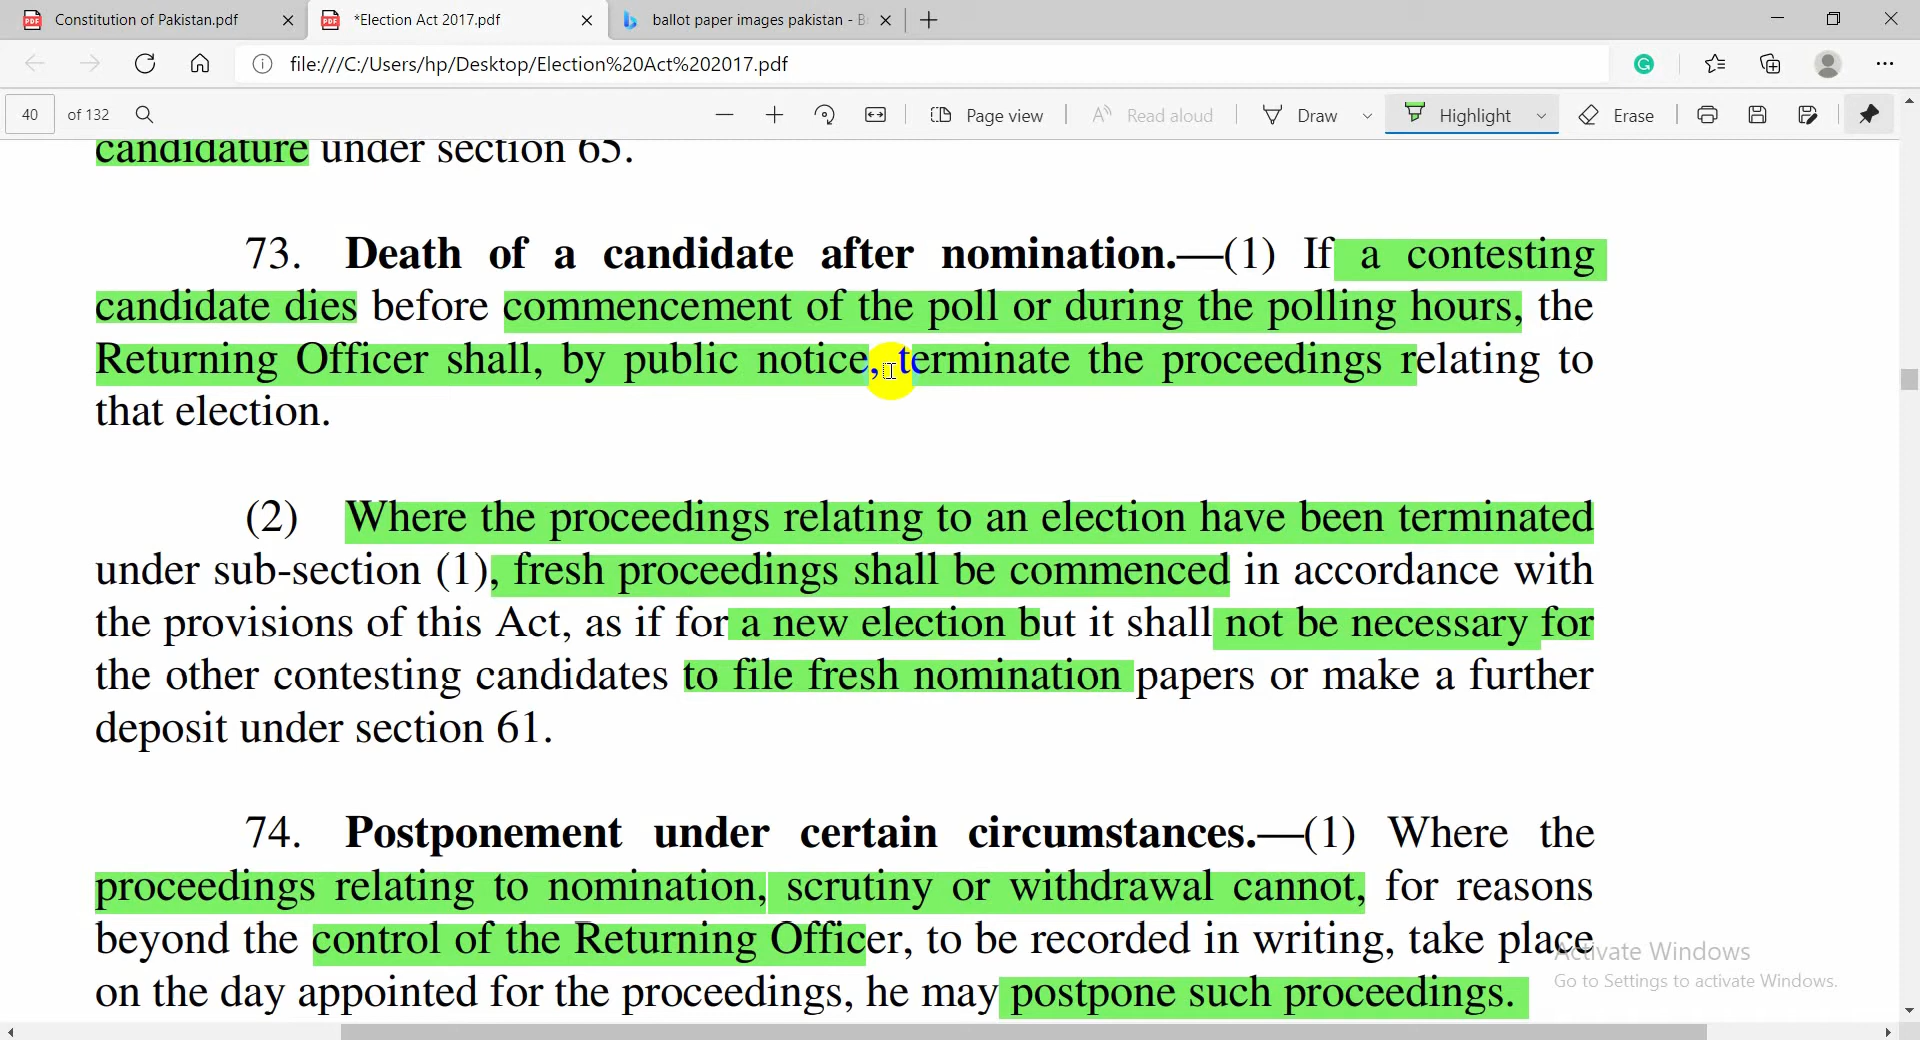 Constitution of Pakistan.pdf
*Election Act 2017.pdf
ballot paper images pakistan - B
file:///C:/Users/hp/Desktop/Election%20Act%202017.pdf
40 of 132
Page view
Read aloud
Draw
Highlight
Erase
candidature under section 65.
73. Death of a candidate after nomination.—(1) If a contesting
candidate dies before commencement of the poll or during the polling hours, the
Returning Officer shall, by public notice, terminate the proceedings relating to
that election.
(2) Where the proceedings relating to an election have been terminated
under sub-section (1), fresh proceedings shall be commenced in accordance with
the provisions of this Act, as if for a new election but it shall not be necessary for
the other contesting candidates to file fresh nomination papers or make a further
deposit under section 61.
74. Postponement under certain circumstances.—(1) Where the
proceedings relating to nomination, scrutiny or withdrawal cannot, for reasons
beyond the control of the Returning Officer, to be recorded in writing, take place
on the day appointed for the proceedings, he may postpone such proceedings.
Activate Windows
Go to Settings to activate Windows.